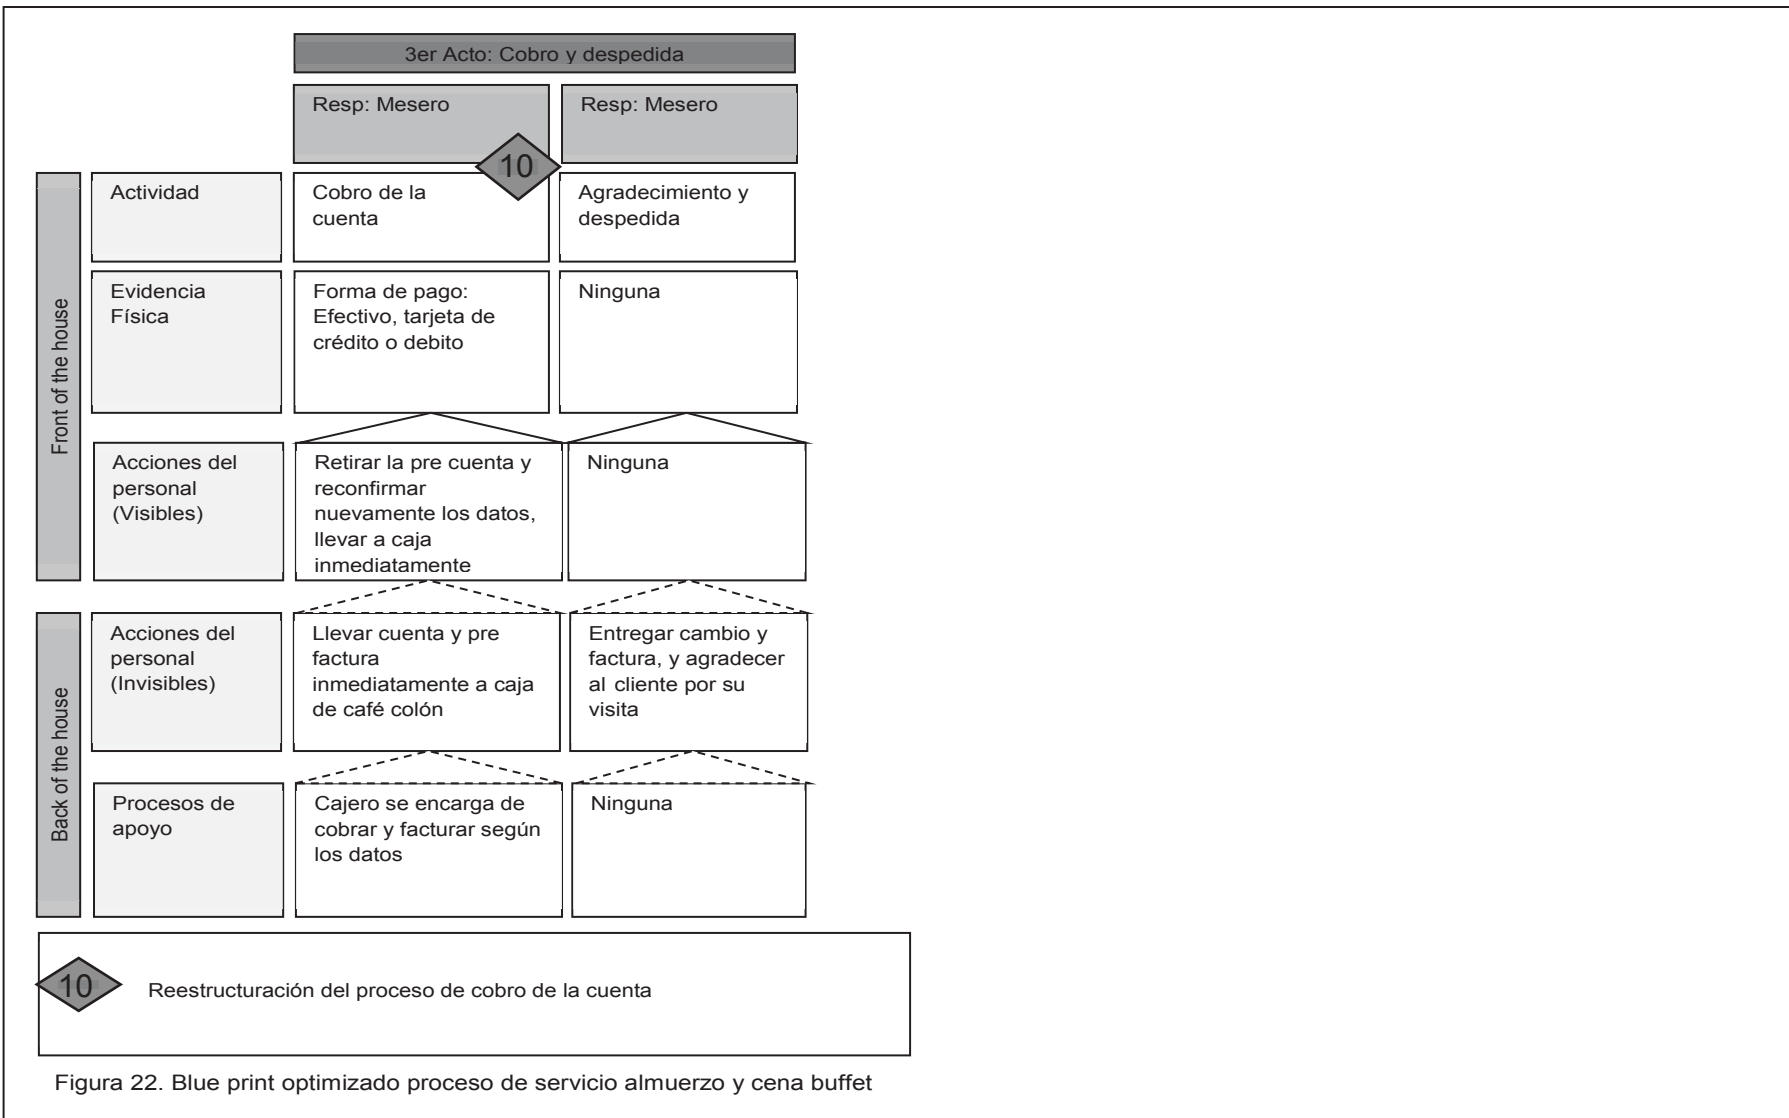 3er Acto: Cobro y despedida
Resp: Mesero
Resp: Mesero
10
Front of the house
Actividad
Cobro de la
cuenta
Agradecimiento y
despedida
Evidencia
Física
Forma de pago:
Efectivo, tarjeta de
crédito o debito
Ninguna
Acciones del
personal
(Visibles)
Retirar la pre cuenta y
reconfirmar
nuevamente los datos,
llevar a caja
inmediatamente
Ninguna
Back of the house
Acciones del
personal
(Invisibles)
Llevar cuenta y pre
factura
inmediatamente a caja
de café colón
Entregar cambio y
factura, y agradecer
al cliente por su
visita
Procesos de
apoyo
Cajero se encarga de
cobrar y facturar según
los datos
Ninguna
10
Reestructuración del proceso de cobro de la cuenta
Figura 22. Blue print optimizado proceso de servicio almuerzo y cena buffet